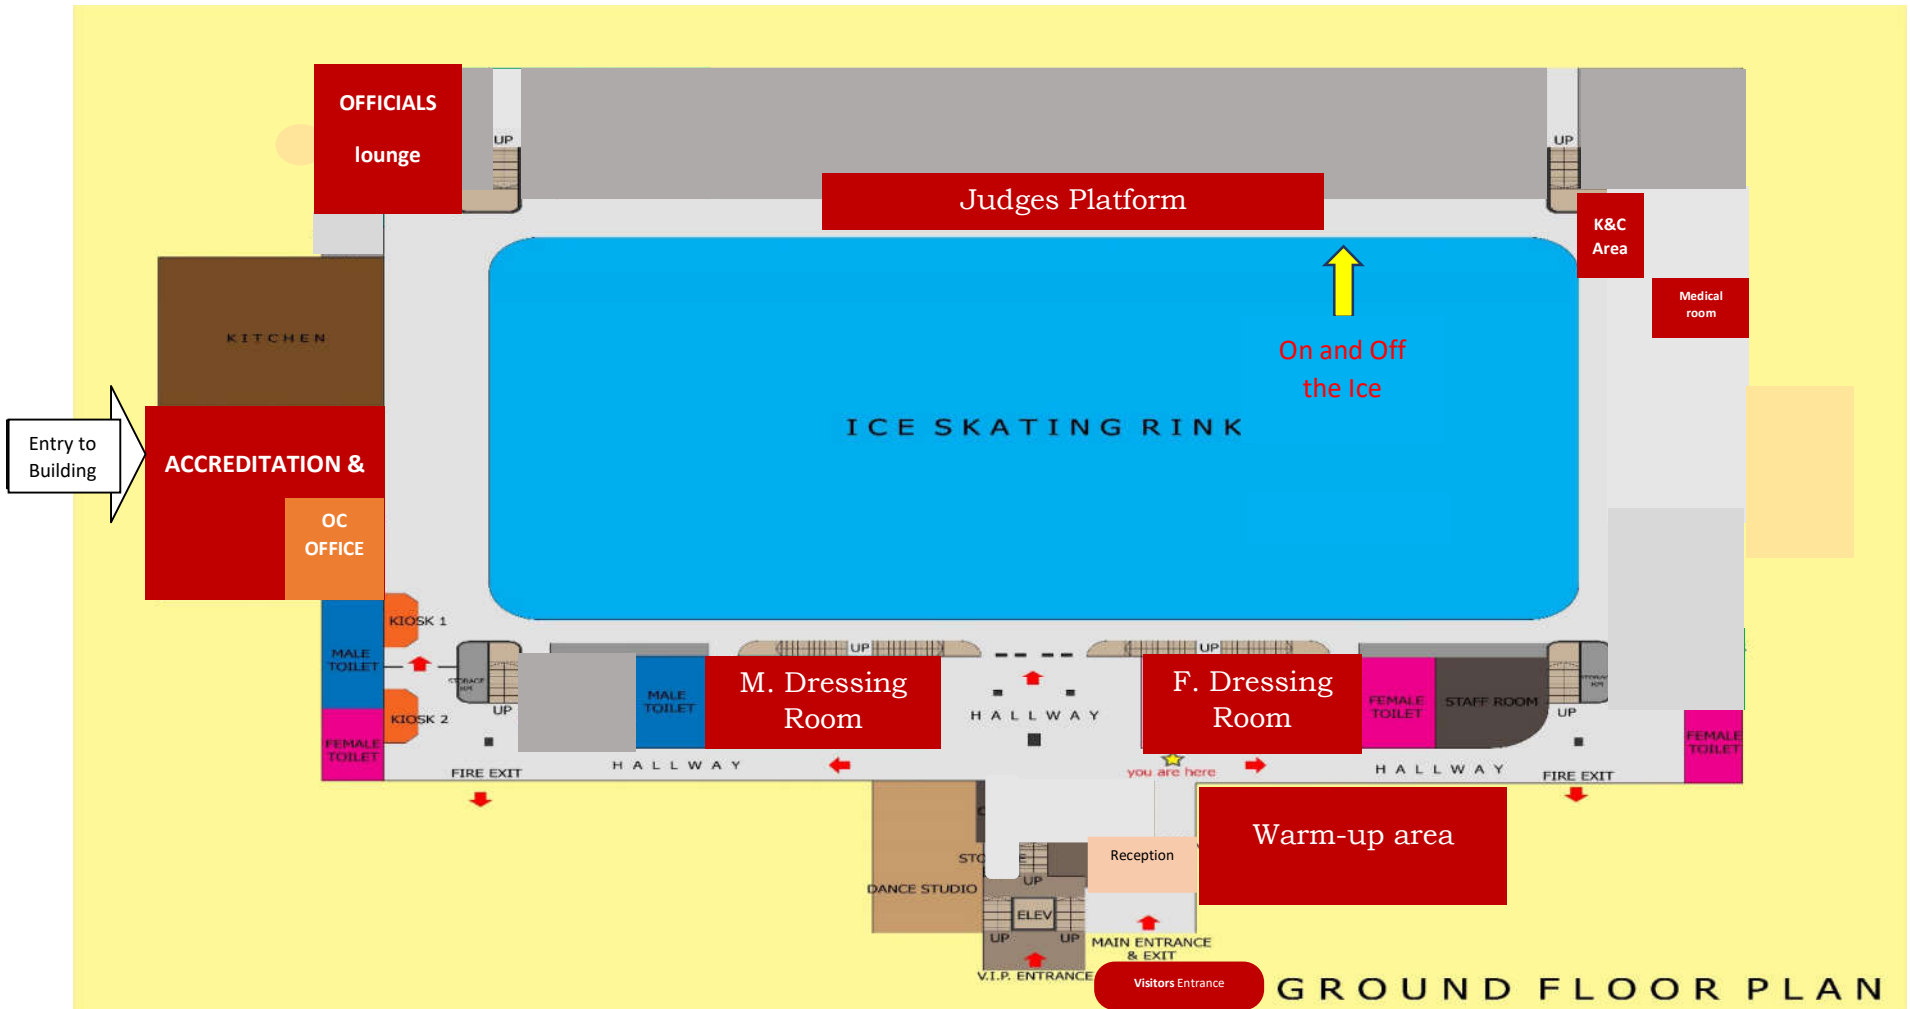 OFFICIALS
lounge
UP
UP
Judges Platform
K&C
Area
Medical
room
KITCHEN
On and Off
the Ice
ICE SKATING RINK
Entry to
Building
ACCREDITATION &
OC
OFFICE
KIOSK 1
MALE
TOILET
STORAGE
RM
UP
KIOSK 2
FEMALE
TOILET
FIRE EXIT
HALLWAY
MALE
TOILET
UP
M. Dressing
Room
HALLWAY
UP
F. Dressing
Room
you are here
FEMALE
TOILET
STAFF ROOM
UP
RM
HALLWAY
FIRE EXIT
FEMALE
TOILET
Warm-up area
Reception
UP
DANCE STUDIO
ELEV
UP
UP
MAIN ENTRANCE
& EXIT
V.I.P. ENTRANCE
Visitors Entrance
GROUND FLOOR PLAN